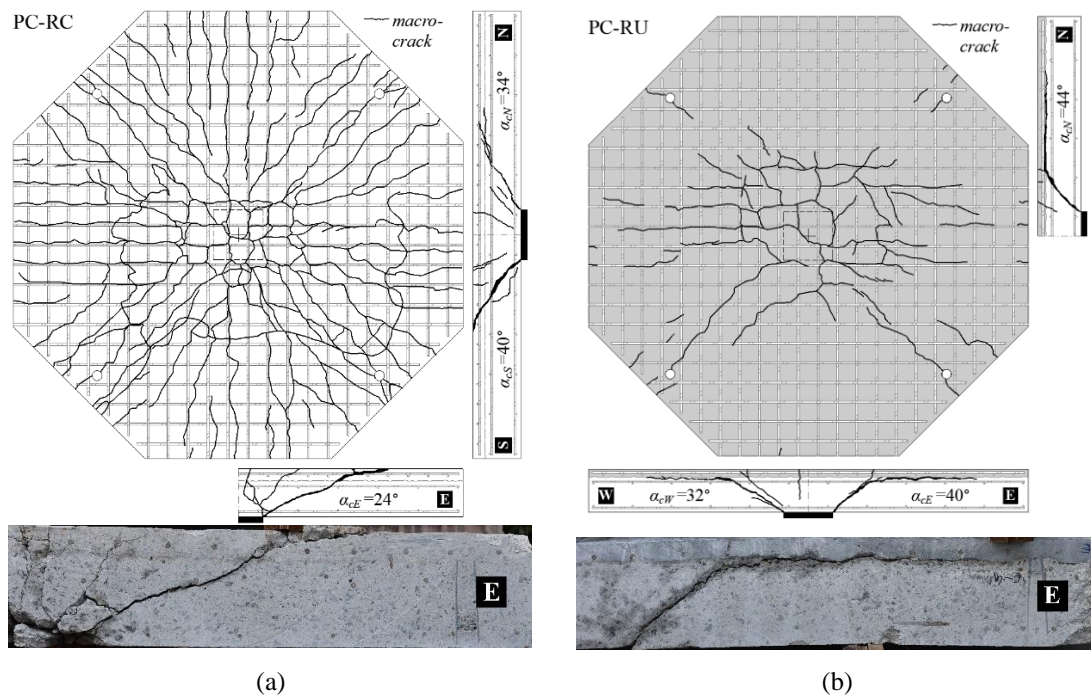 PC-RC
macro-
crack
N
αcN=34°
αcS=40°
S
αcE=24°
E
E
(a)
PC-RU
macro-
crack
N
αcN=44°
W
αcW=32°
αcE=40°
E
E
(b)